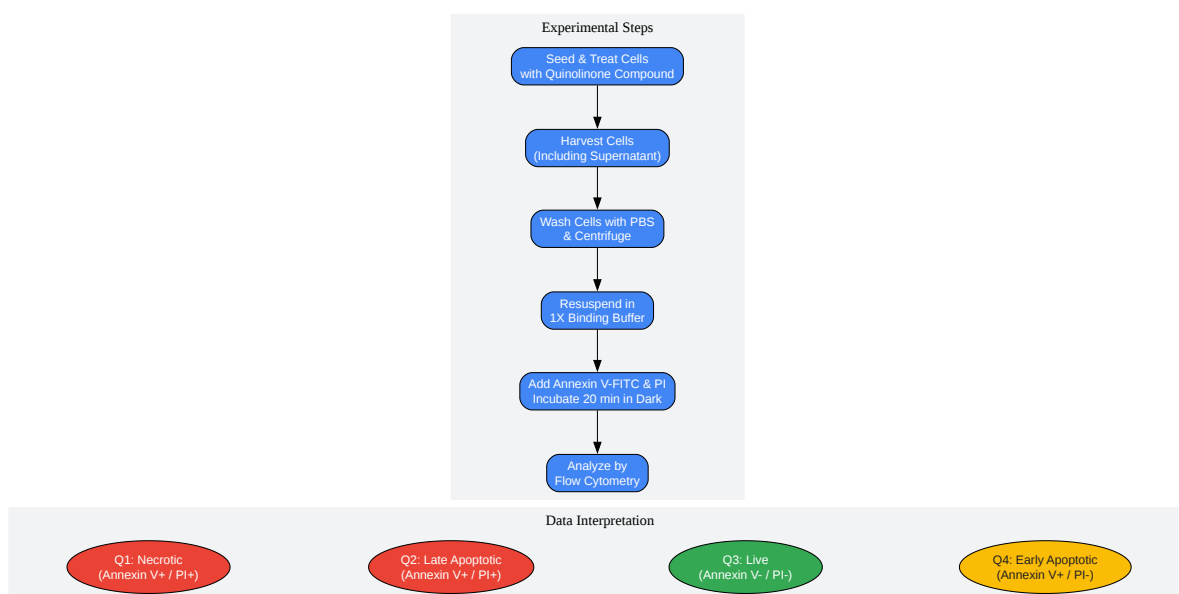 Experimental Steps
Seed & Treat Cells
with Quinolinone Compound
Harvest Cells
(Including Supernatant)
Wash Cells with PBS
& Centrifuge
Resuspend in
1X Binding Buffer
Add Annexin V-FITC & PI
Incubate 20 min in Dark
Analyze by
Flow Cytometry
Data Interpretation
Q1: Necrotic
(Annexin V+ / PI+)
Q2: Late Apoptotic
(Annexin V+ / PI+)
Q3: Live
(Annexin V- / PI-)
Q4: Early Apoptotic
(Annexin V+ / PI-)